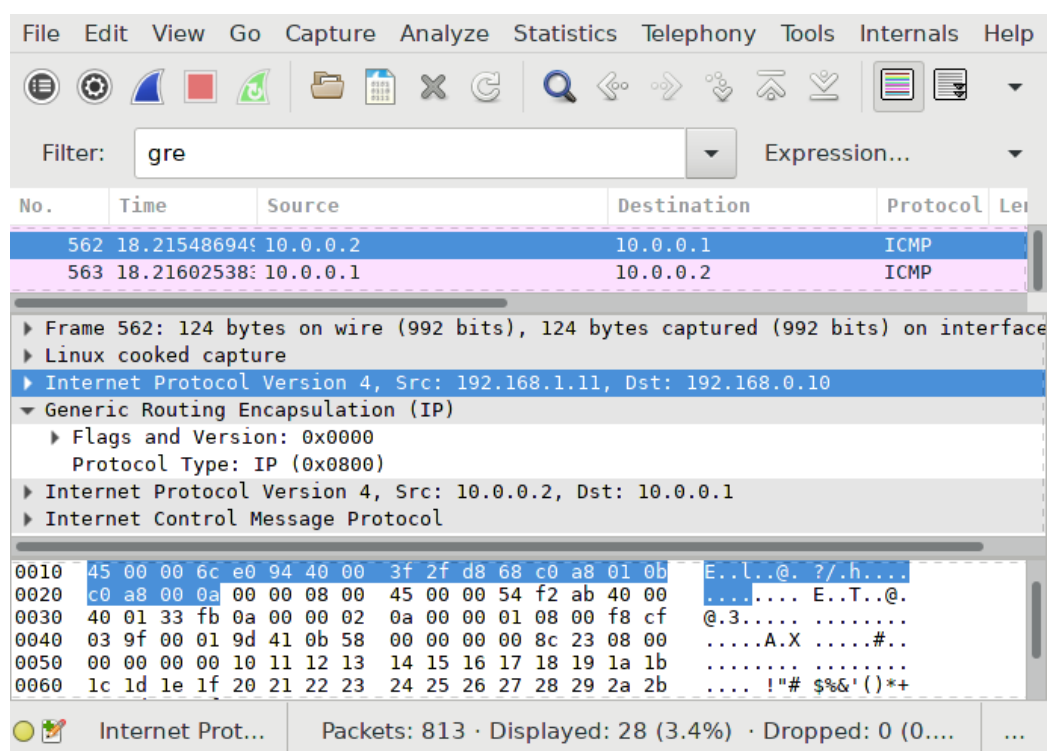 File Edit View Go Capture Analyze Statistics Telephony Tools Internals Help
Filter: gre Expression...
No. Time Source Destination Protocol Len
562 18.215486949 10.0.0.2 10.0.0.1 ICMP
563 18.216025383 10.0.0.1 10.0.0.2 ICMP
Frame 562: 124 bytes on wire (992 bits), 124 bytes captured (992 bits) on interface
Linux cooked capture
Internet Protocol Version 4, Src: 192.168.1.11, Dst: 192.168.0.10
Generic Routing Encapsulation (IP)
Flags and Version: 0x0000
Protocol Type: IP (0x0800)
Internet Protocol Version 4, Src: 10.0.0.2, Dst: 10.0.0.1
Internet Control Message Protocol
0010 45 00 00 6c e0 94 40 00 3f 2f d8 68 c0 a8 01 0b E..l..@. ?/.h....
0020 c0 a8 00 0a 00 00 08 00 45 00 00 54 f2 ab 40 00 ........ E..T..@.
0030 40 01 33 fb 0a 00 00 02 0a 00 00 01 08 00 f8 cf @.3..... ........
0040 03 9f 00 01 9d 41 0b 58 00 00 00 00 8c 23 08 00 .....A.X .....#..
0050 00 00 00 00 10 11 12 13 14 15 16 17 18 19 1a 1b ........ ........
0060 1c 1d 1e 1f 20 21 22 23 24 25 26 27 28 29 2a 2b .... !"# $%&'()*+
Internet Prot... Packets: 813 · Displayed: 28 (3.4%) · Dropped: 0 (0.... ...